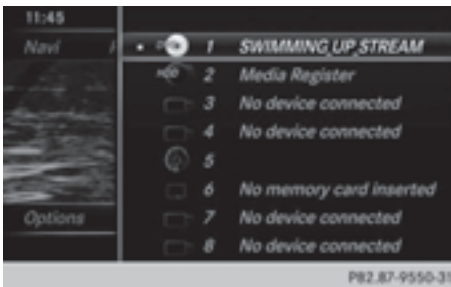 11:45
Navi
1 SWIMMING UP STREAM
HDD 2 Media Register
3 No device connected
4 No device connected
5
6 No memory card inserted
7 No device connected
8 No device connected
Options
P82.87-9550-31